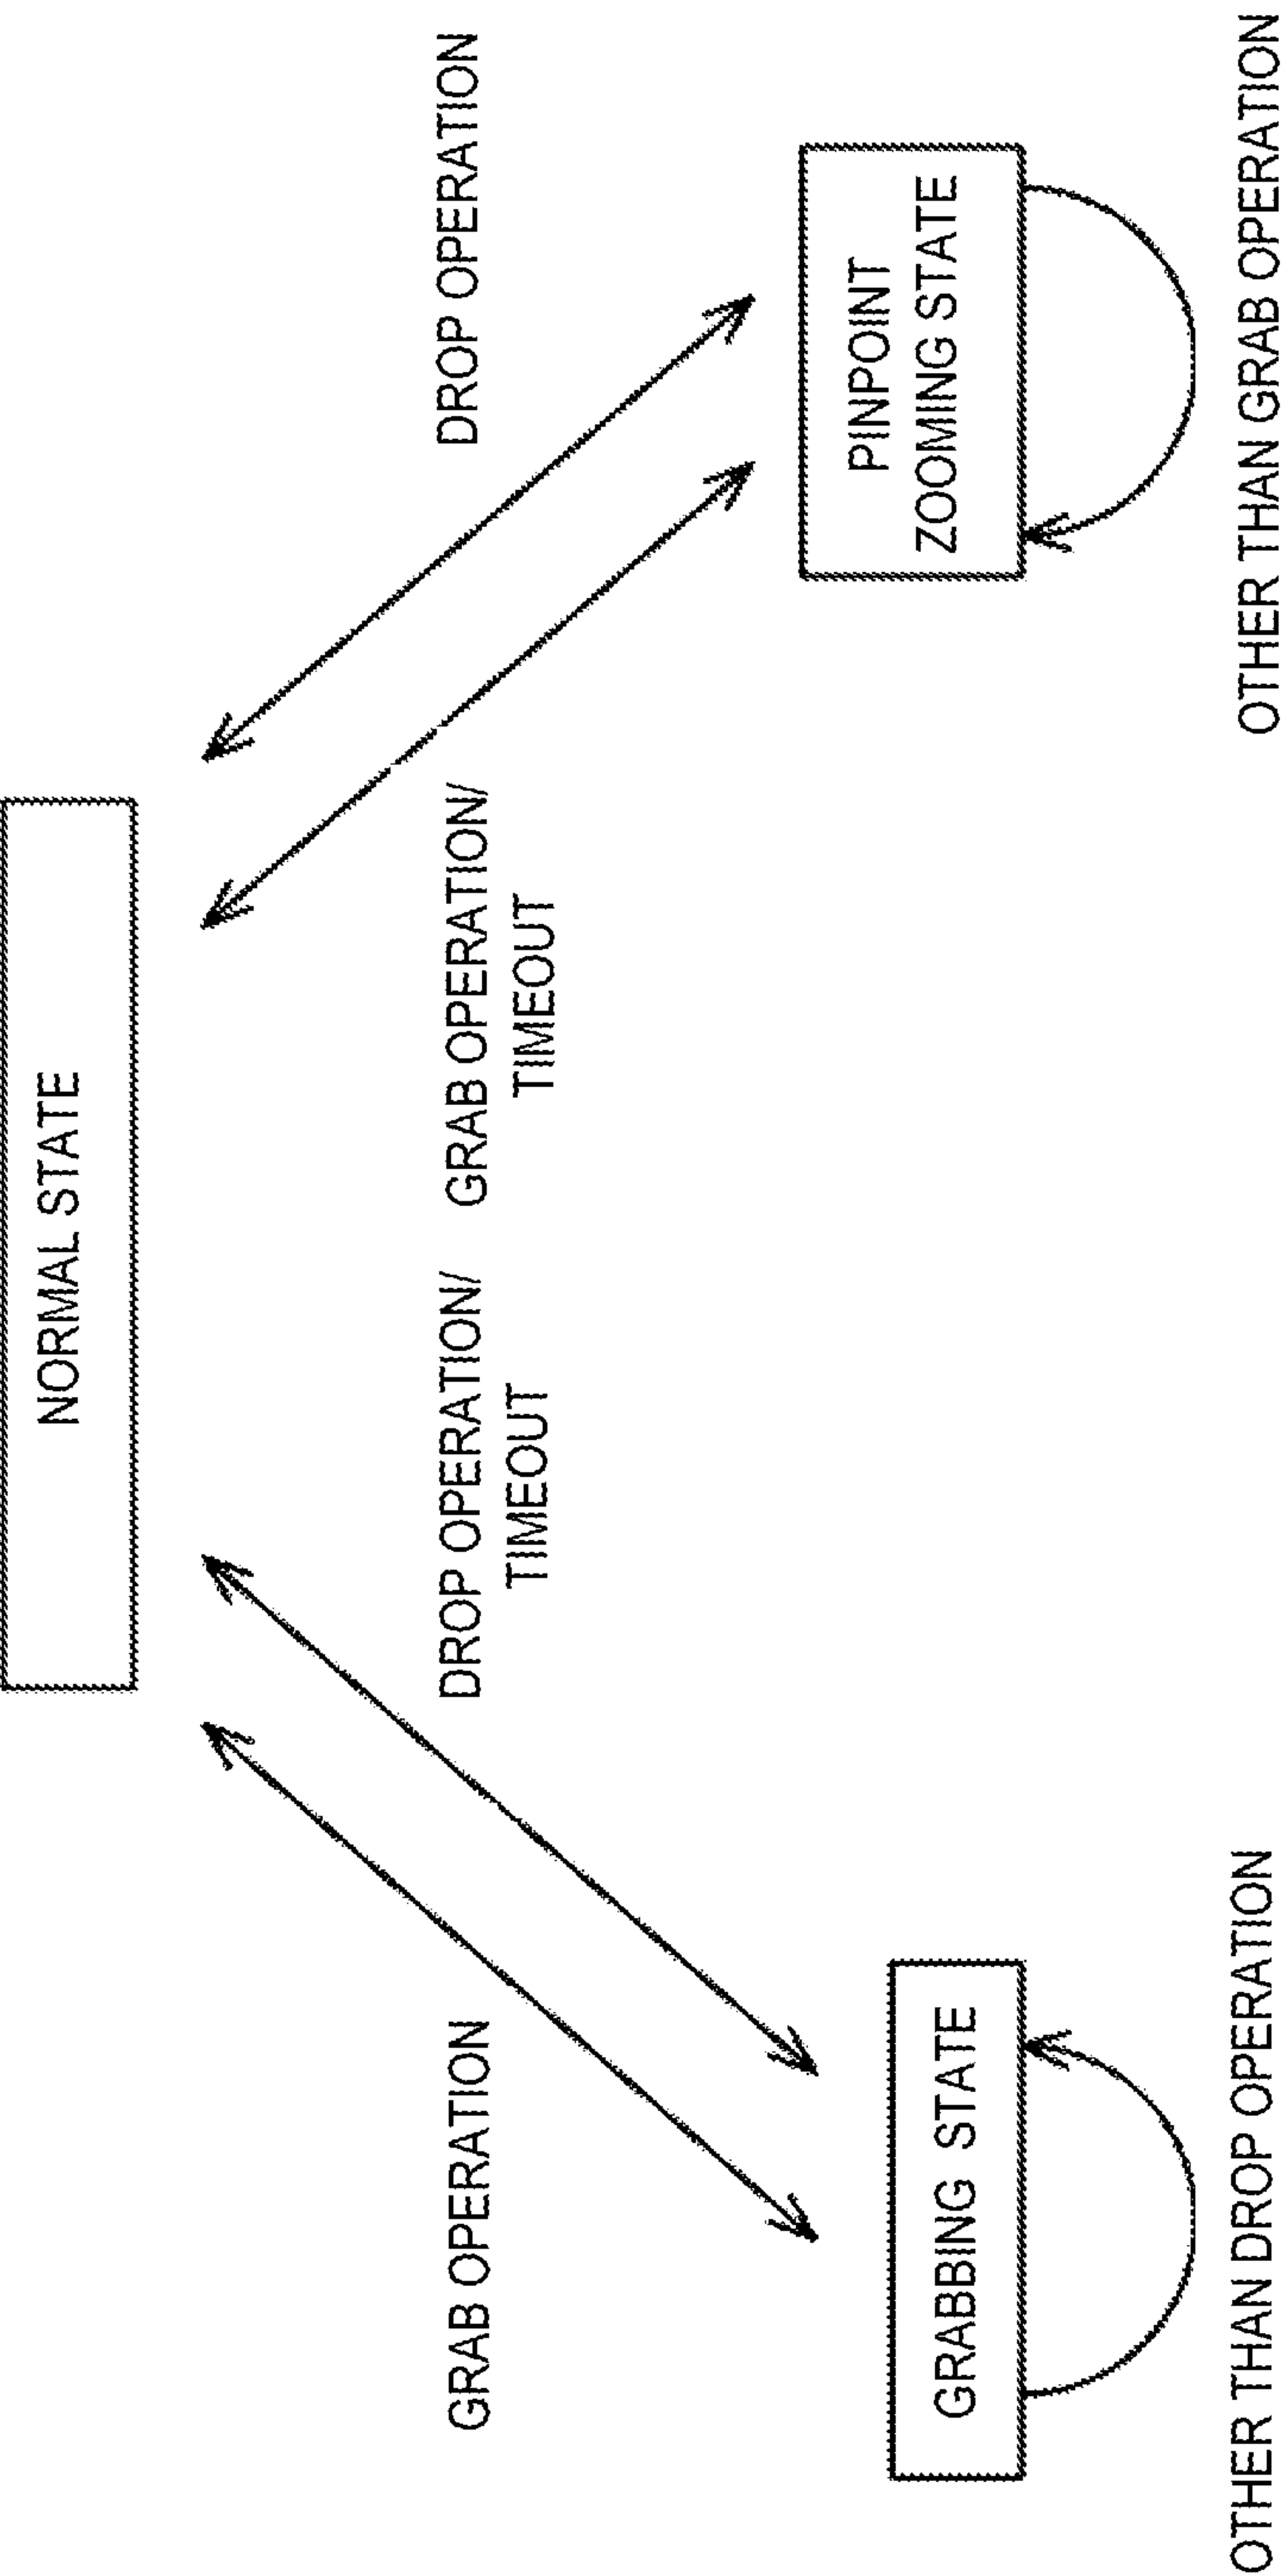 NORMAL STATE
GRAB OPERATION
DROP OPERATION/
TIMEOUT
GRAB OPERATION/
TIMEOUT
DROP OPERATION
GRABBING STATE
PINPOINT
ZOOMING STATE
OTHER THAN DROP OPERATION
OTHER THAN GRAB OPERATION